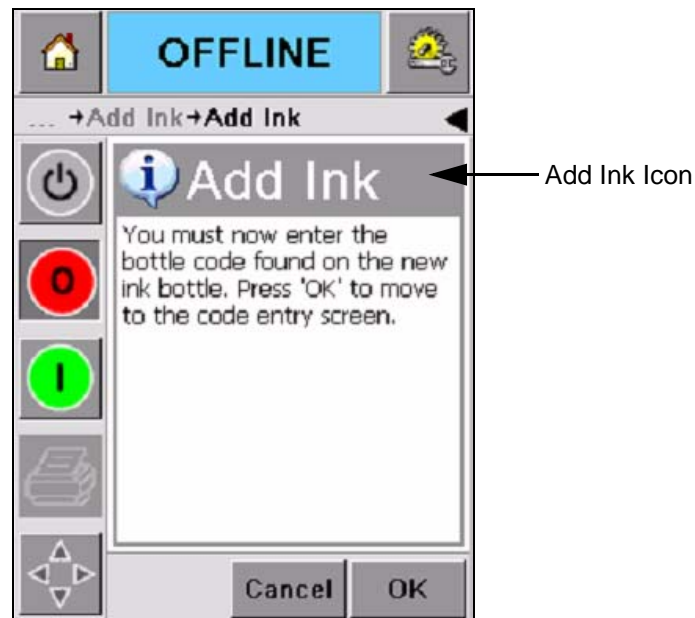 OFFLINE
... →Add Ink→Add Ink
Add Ink
Add Ink Icon
You must now enter the
bottle code found on the new
ink bottle. Press 'OK' to move
to the code entry screen.
O
I
Cancel
OK